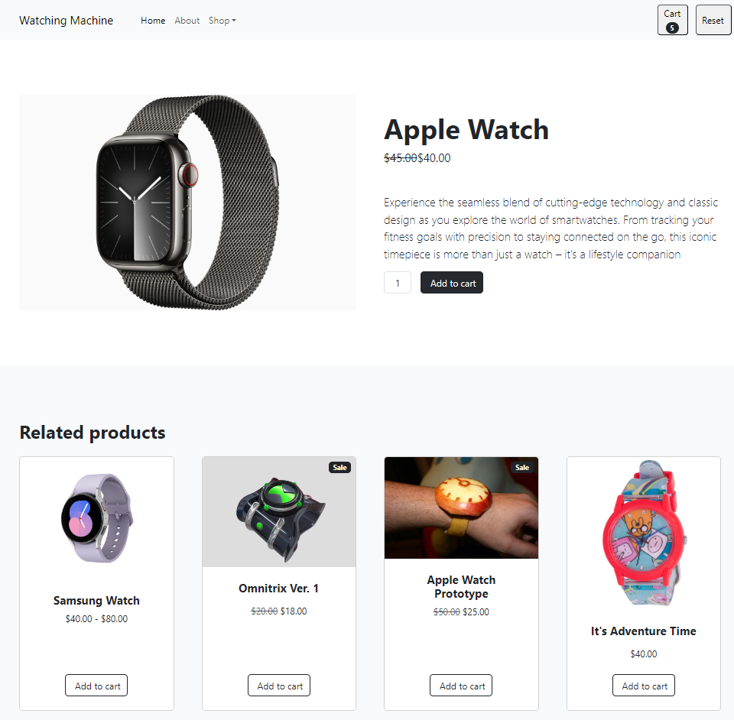 Watching Machine Home About Shop Cart Reset
5
Apple Watch
$45.00$40.00
Experience the seamless blend of cutting-edge technology and classic
design as you explore the world of smartwatches. From tracking your
fitness goals with precision to staying connected on the go, this iconic
timepiece is more than just a watch – it's a lifestyle companion
1 Add to cart
Related products
Samsung Watch
$40.00 - $80.00
Add to cart
Sale
Omnitrix Ver. 1
$20.00 $18.00
Add to cart
Sale
Apple Watch
Prototype
$50.00 $25.00
Add to cart
It's Adventure Time
$40.00
Add to cart